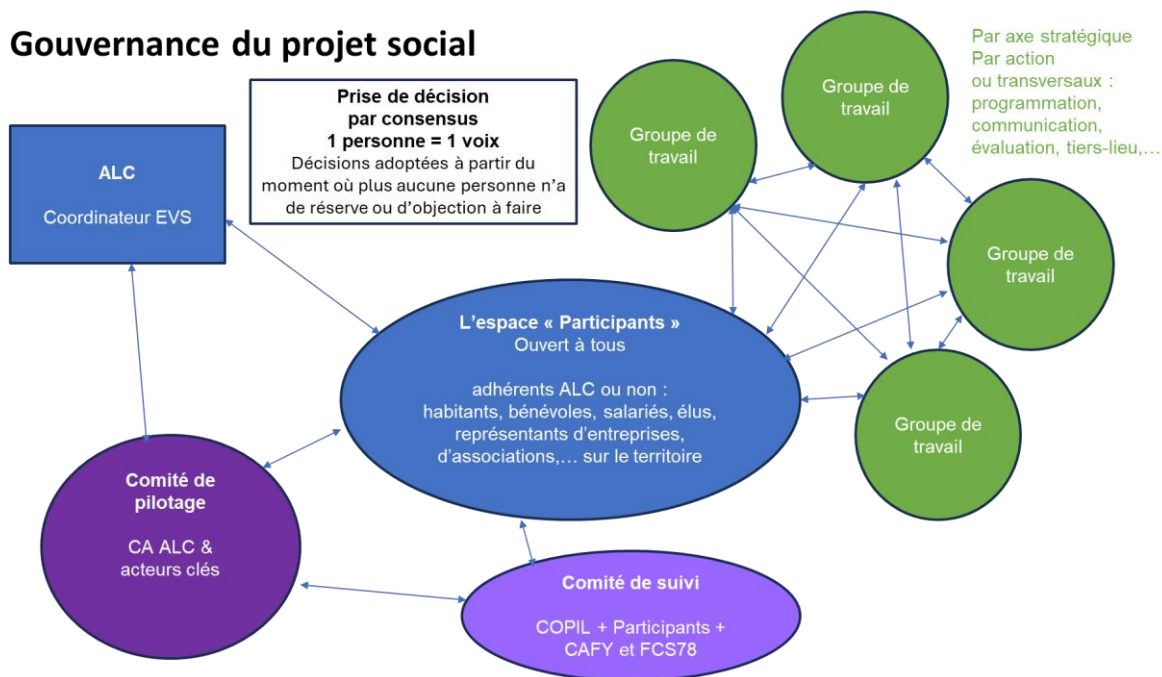 Gouvernance du projet social
Prise de décision
par consensus
1 personne = 1 voix
Décisions adoptées à partir du
moment où plus aucune personne n'a
de réserve ou d'objection à faire
Par axe stratégique
Par action
ou transversaux :
programmation,
communication,
évaluation, tiers-lieu,…
Groupe de
travail
Groupe de
travail
Groupe de
travail
Groupe de
travail
ALC
Coordinateur EVS
L'espace « Participants »
Ouvert à tous
adhérents ALC ou non :
habitants, bénévoles, salariés, élus,
représentants d'entreprises,
d'associations,… sur le territoire
Comité de
pilotage
CA ALC &
acteurs clés
Comité de suivi
COPIL + Participants +
CAFY et FCS78